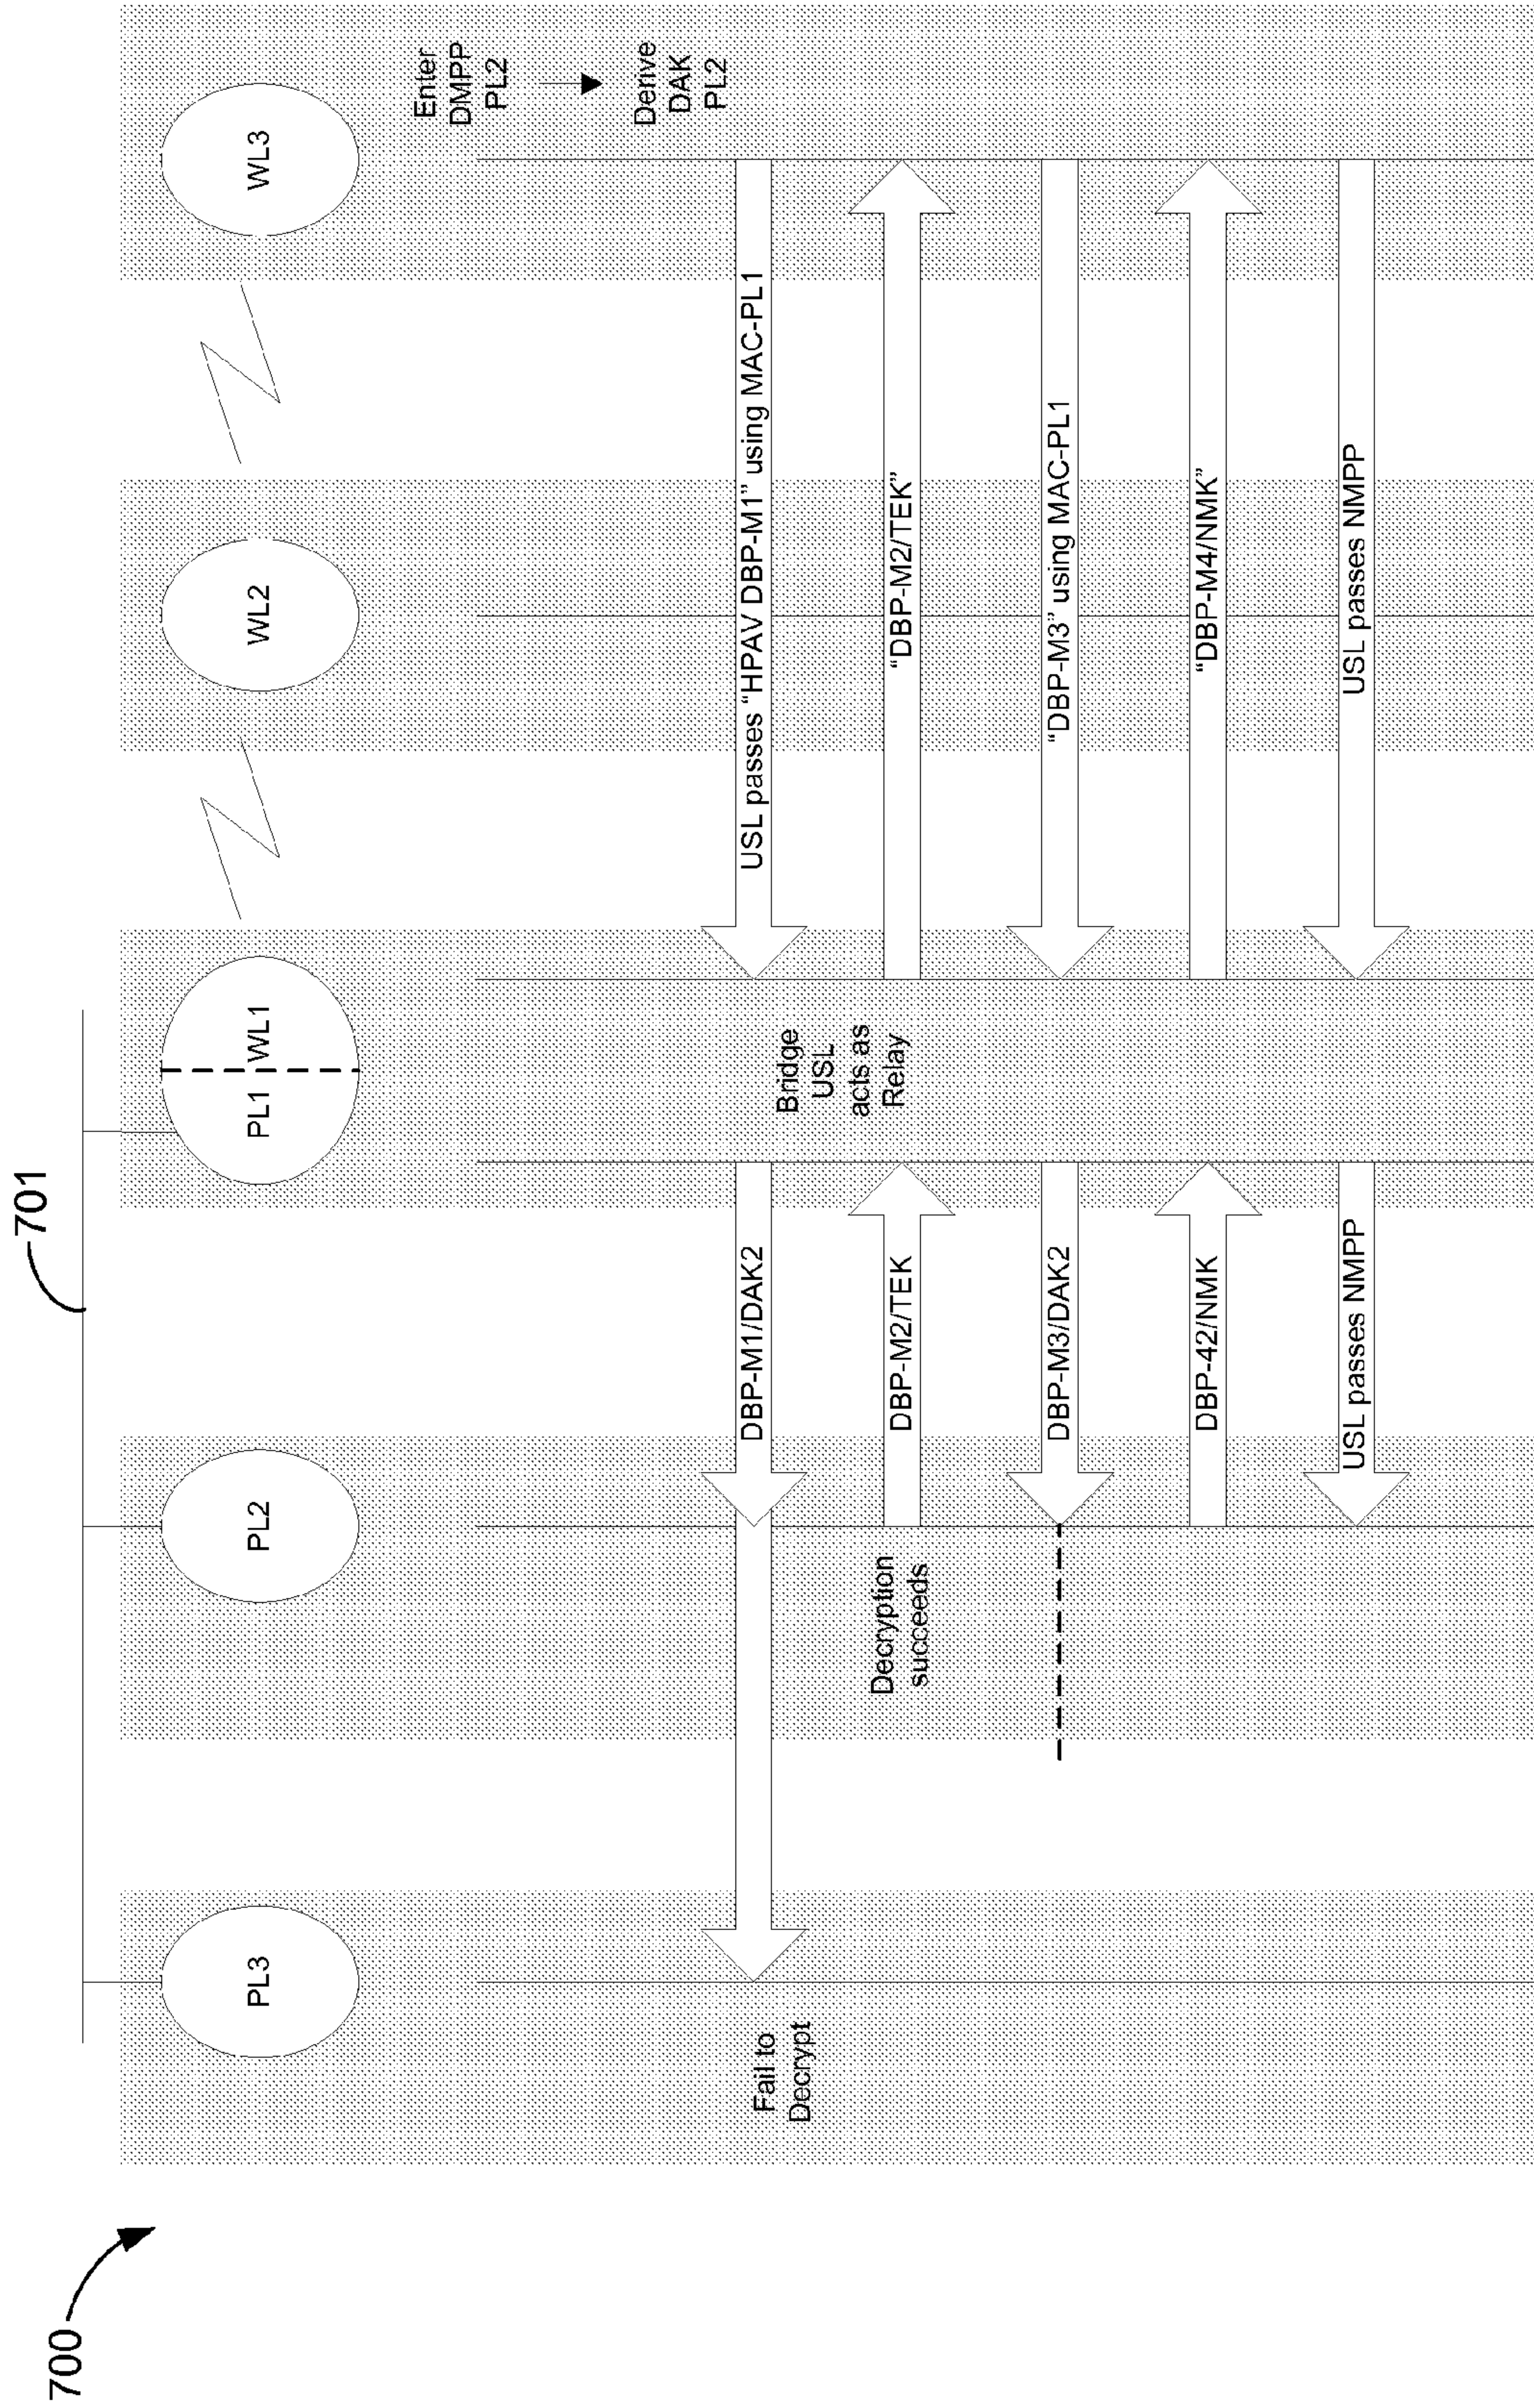 700
701
PL3
PL2
PL1
WL1
WL2
WL3
Enter
DMPP
PL2
Derive
DAK
PL2
Fail to
Decrypt
DBP-M1/DAK2
Bridge
USL
acts as
Relay
USL passes “HPAV DBP-M1” using MAC-PL1
Decryption
succeeds
DBP-M2/TEK
“DBP-M2/TEK”
DBP-M3/DAK2
“DBP-M3” using MAC-PL1
DBP-42/NMK
“DBP-M4/NMK”
USL passes NMPP
USL passes NMPP